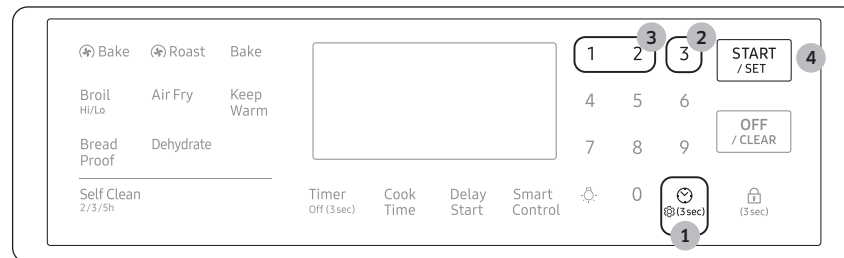 Bake Roast Bake
1 2 3 3 2
START
/ SET
4
Broil
Hi/Lo
Air Fry
Keep
Warm
4 5 6
Bread
Proof
Dehydrate
7 8 9
OFF
/ CLEAR
Self Clean
2/3/5h
Timer
Off (3 sec)
Cook
Time
Delay
Start
Smart
Control
0
(3 sec)
(3 sec)
1